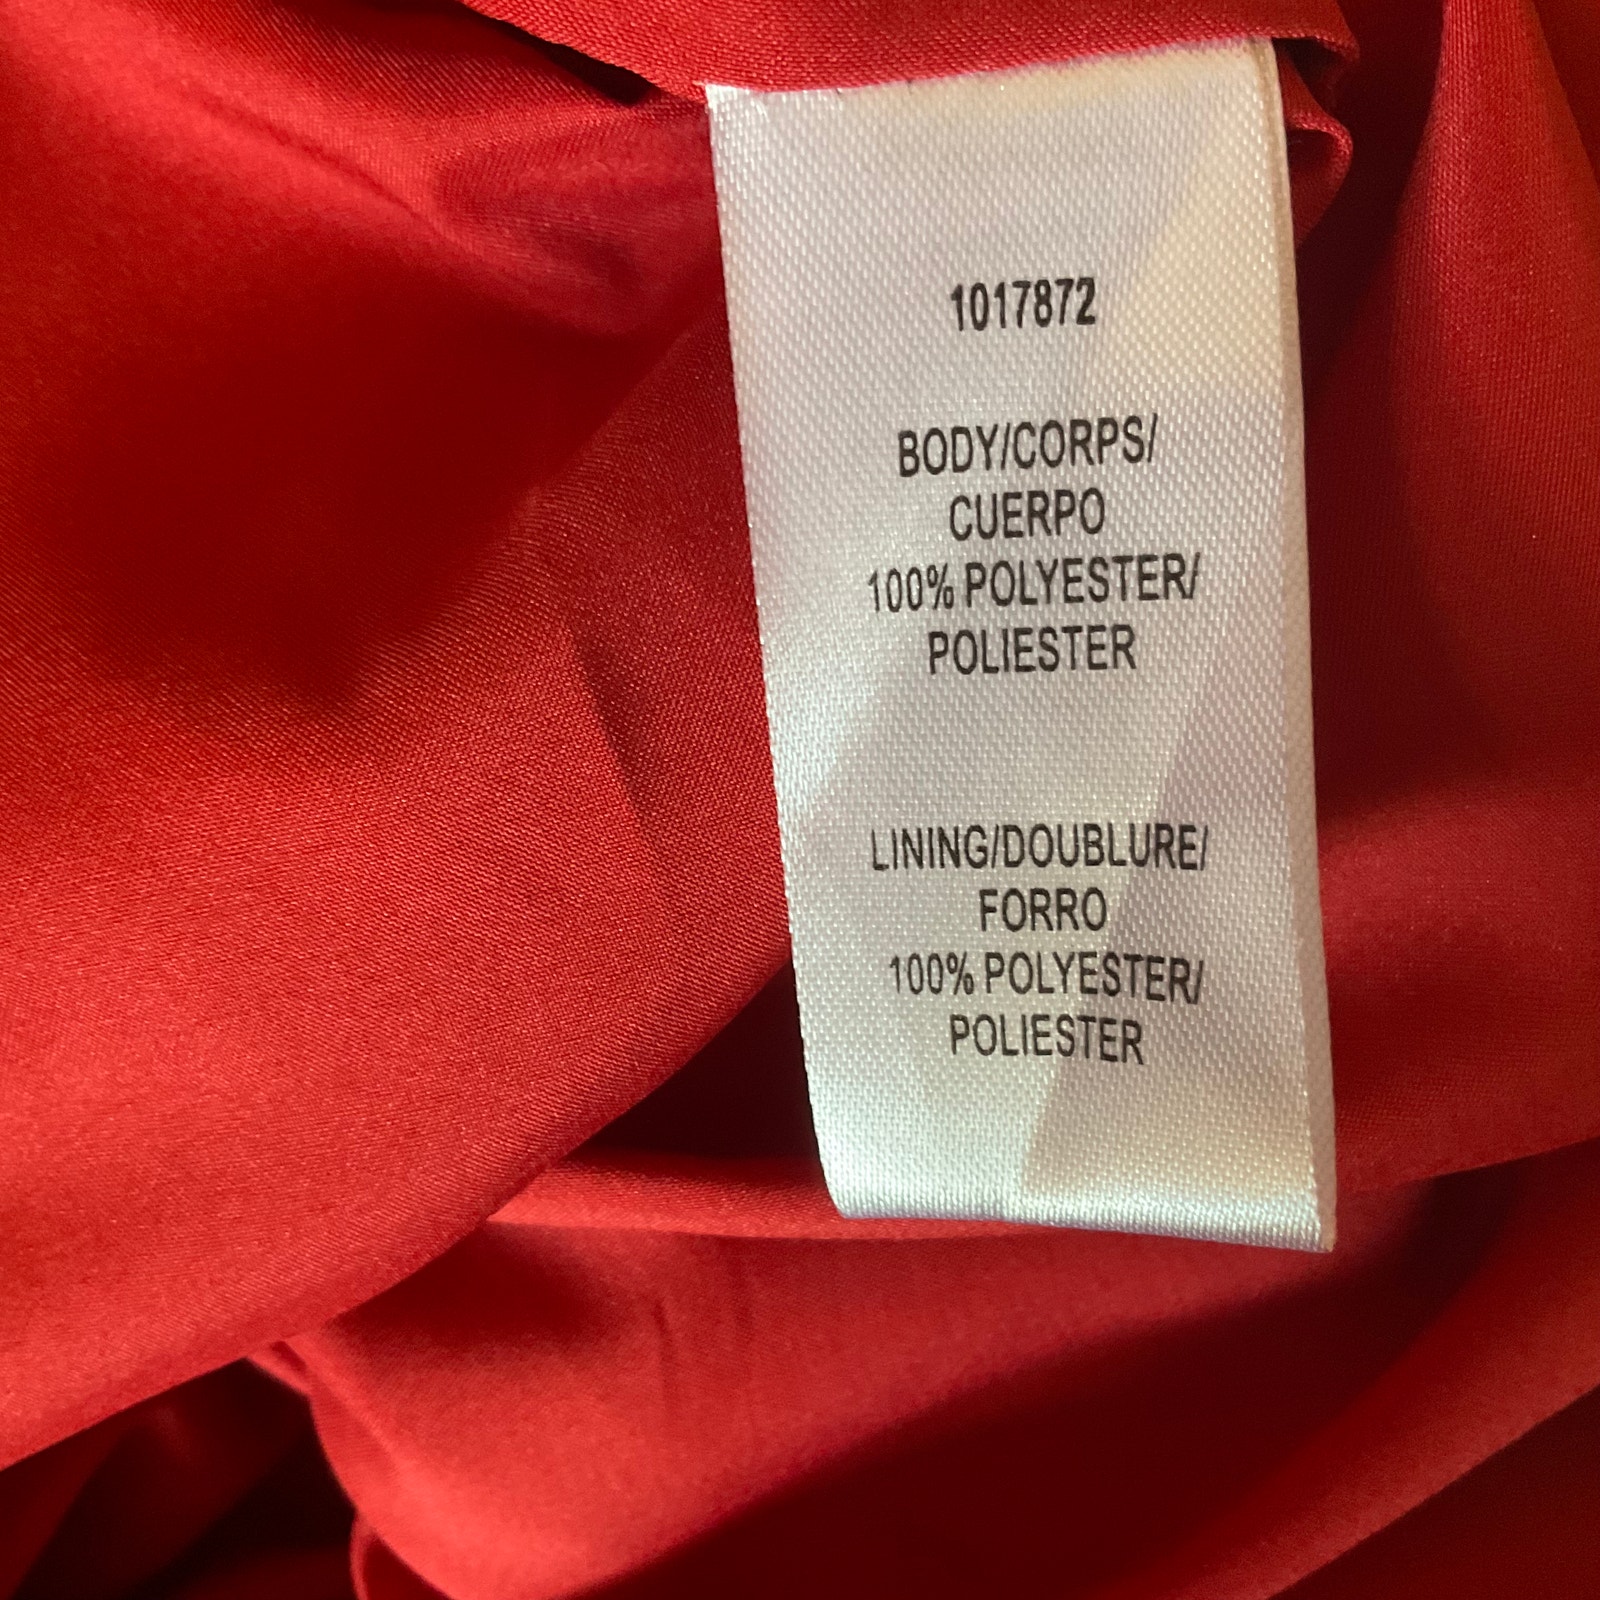 1017872
BODY/CORPS/
CUERPO
100% POLYESTER/
POLIESTER
LINING/DOUBLURE/
FORRO
100% POLYESTER/
POLIESTER